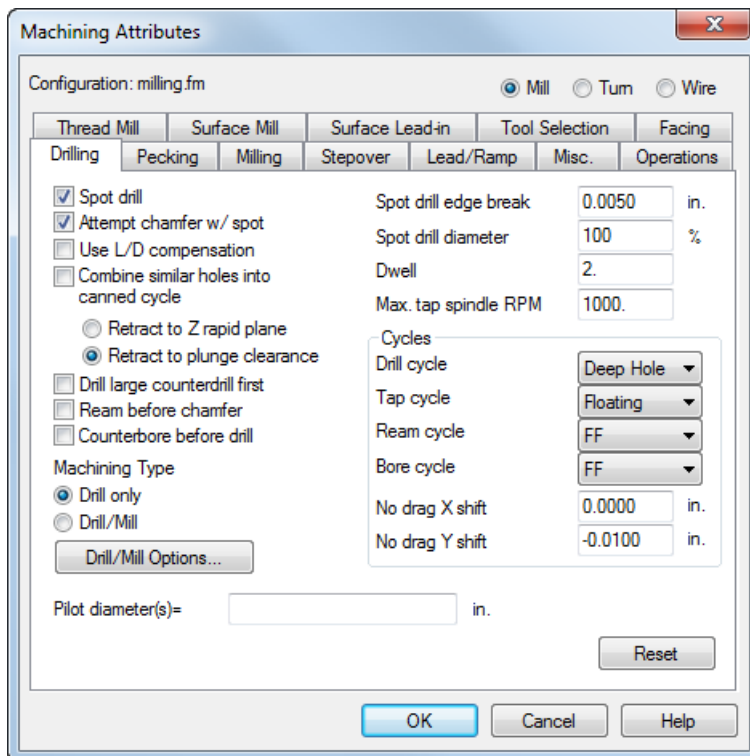 Machining Attributes
Configuration: milling.fm
Mill Turn Wire
Thread Mill Surface Mill Surface Lead-in Tool Selection Facing
Drilling Pecking Milling Stepover Lead/Ramp Misc. Operations
Spot drill
Attempt chamfer w/ spot
Use L/D compensation
Combine similar holes into
canned cycle
Retract to Z rapid plane
Retract to plunge clearance
Drill large counterdrill first
Ream before chamfer
Counterbore before drill
Machining Type
Drill only
Drill/Mill
Drill/Mill Options...
Spot drill edge break 0.0050 in.
Spot drill diameter 100 %
Dwell 2.
Max. tap spindle RPM 1000.
Cycles
Drill cycle Deep Hole
Tap cycle Floating
Ream cycle FF
Bore cycle FF
No drag X shift 0.0000 in.
No drag Y shift -0.0100 in.
Pilot diameter(s)= in.
Reset
OK Cancel Help